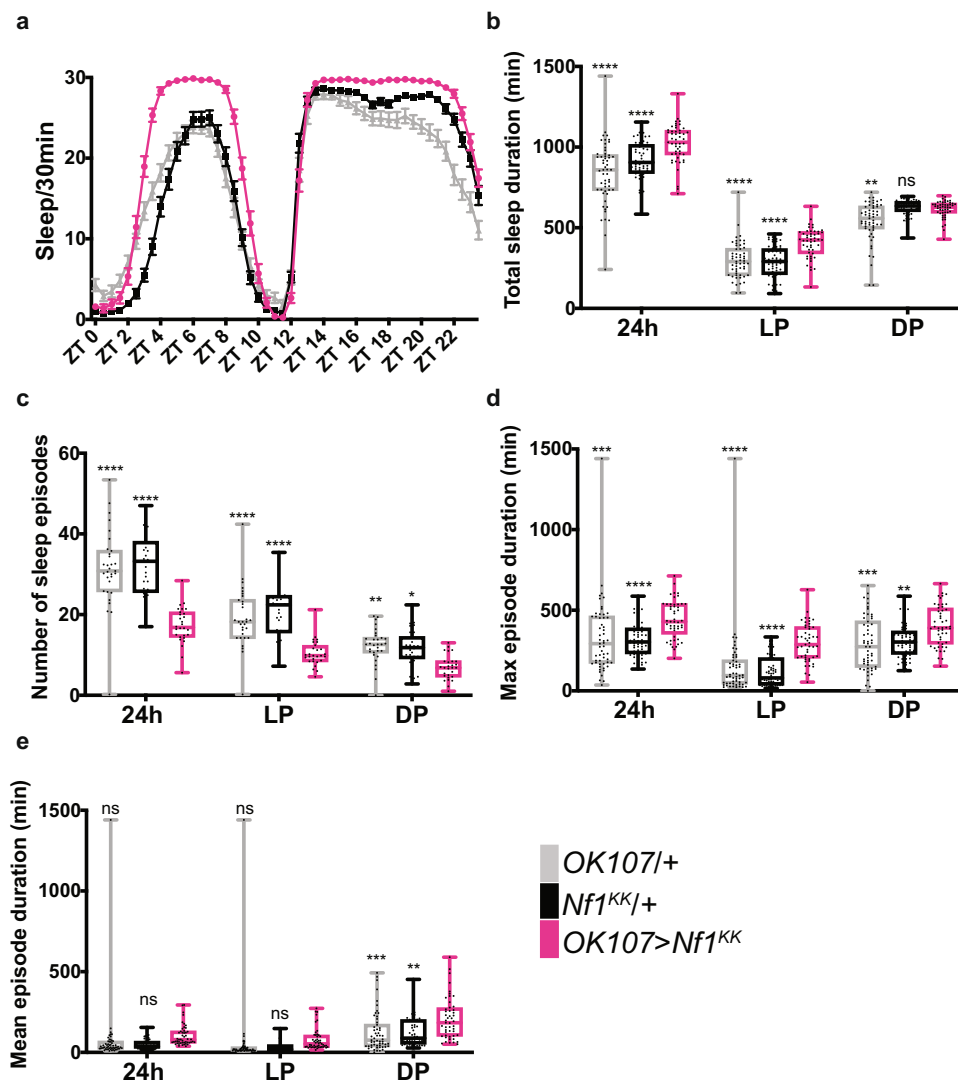 a
Sleep/30min
30
20
10
0
ZT 0
ZT 2
ZT 4
ZT 6
ZT 8
ZT 10
ZT 12
ZT 14
ZT 16
ZT 18
ZT 20
ZT 22
b
Total sleep duration (min)
1500
1000
500
0
**** **** **** **** ** ns
24h LP DP
c
Number of sleep episodes
60
40
20
0
**** **** **** **** ** *
24h LP DP
d
Max episode duration (min)
1500
1000
500
0
*** **** **** **** *** **
24h LP DP
e
Mean episode duration (min)
1500
1000
500
0
ns ns ns ns *** **
24h LP DP
OK107/+
Nf1KK/+
OK107>Nf1KK